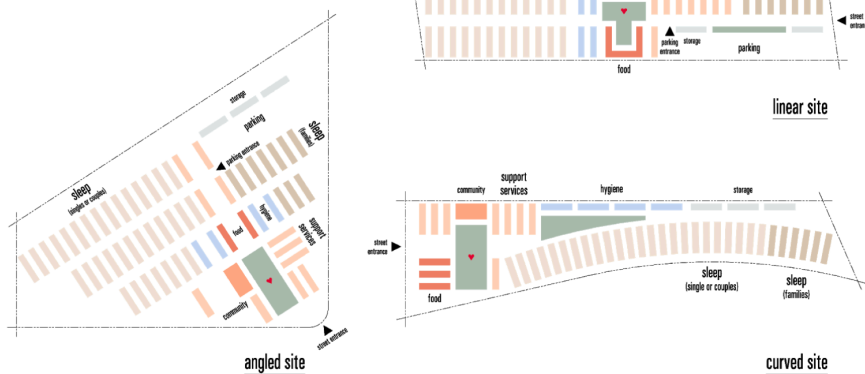 storage
parking
sleep
(families)
parking entrance
sleep
(singles or couples)
hygiene
food
support
services
community
street entrance
angled site
street
entran
parking
entrance
storage
parking
food
linear site
community
support
services
hygiene
storage
street
entrance
food
sleep
(single or couples)
sleep
(families)
curved site